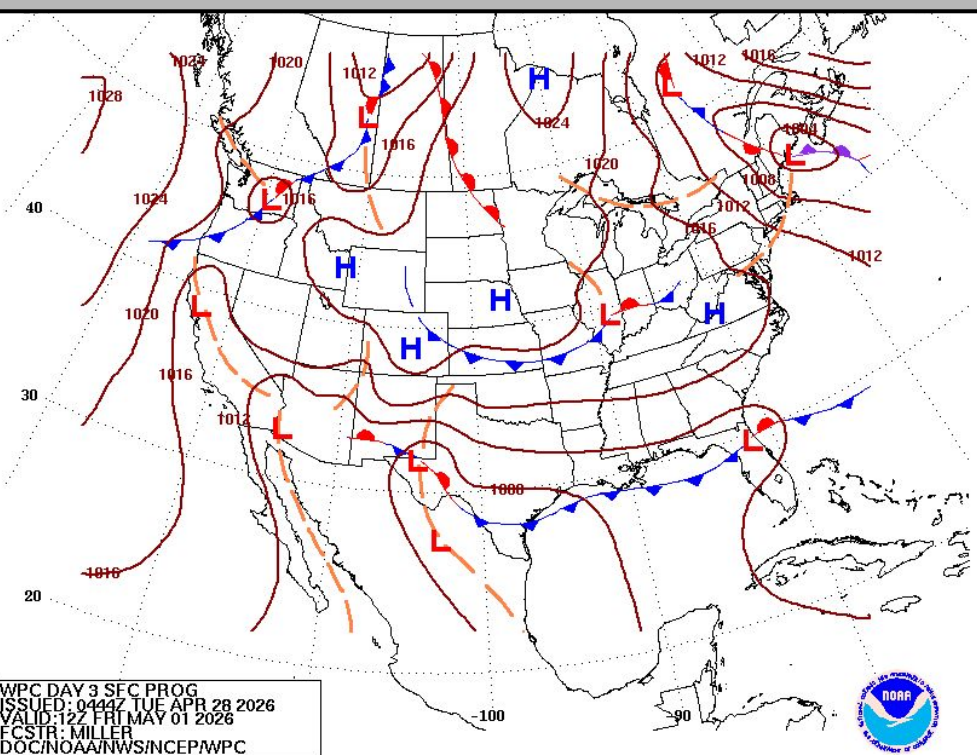 1024
1020
1012
1012
1016
H
H
1028
L
L
1024
1016
1004
L
1020
1008
40
1024
L
1016
1012
1016
1012
H
H
L
1020
L
H
H
1016
30
1012
L
L
L
1008
L
1016
20
-100
-90
WPC DAY 3 SFC PROG
ISSUED: 0444Z TUE APR 28 2026
VALID:12Z FRI MAY 01 2026
FCSTR: MILLER
DOC/NOAA/NWS/NCEP/WPC
NOAA